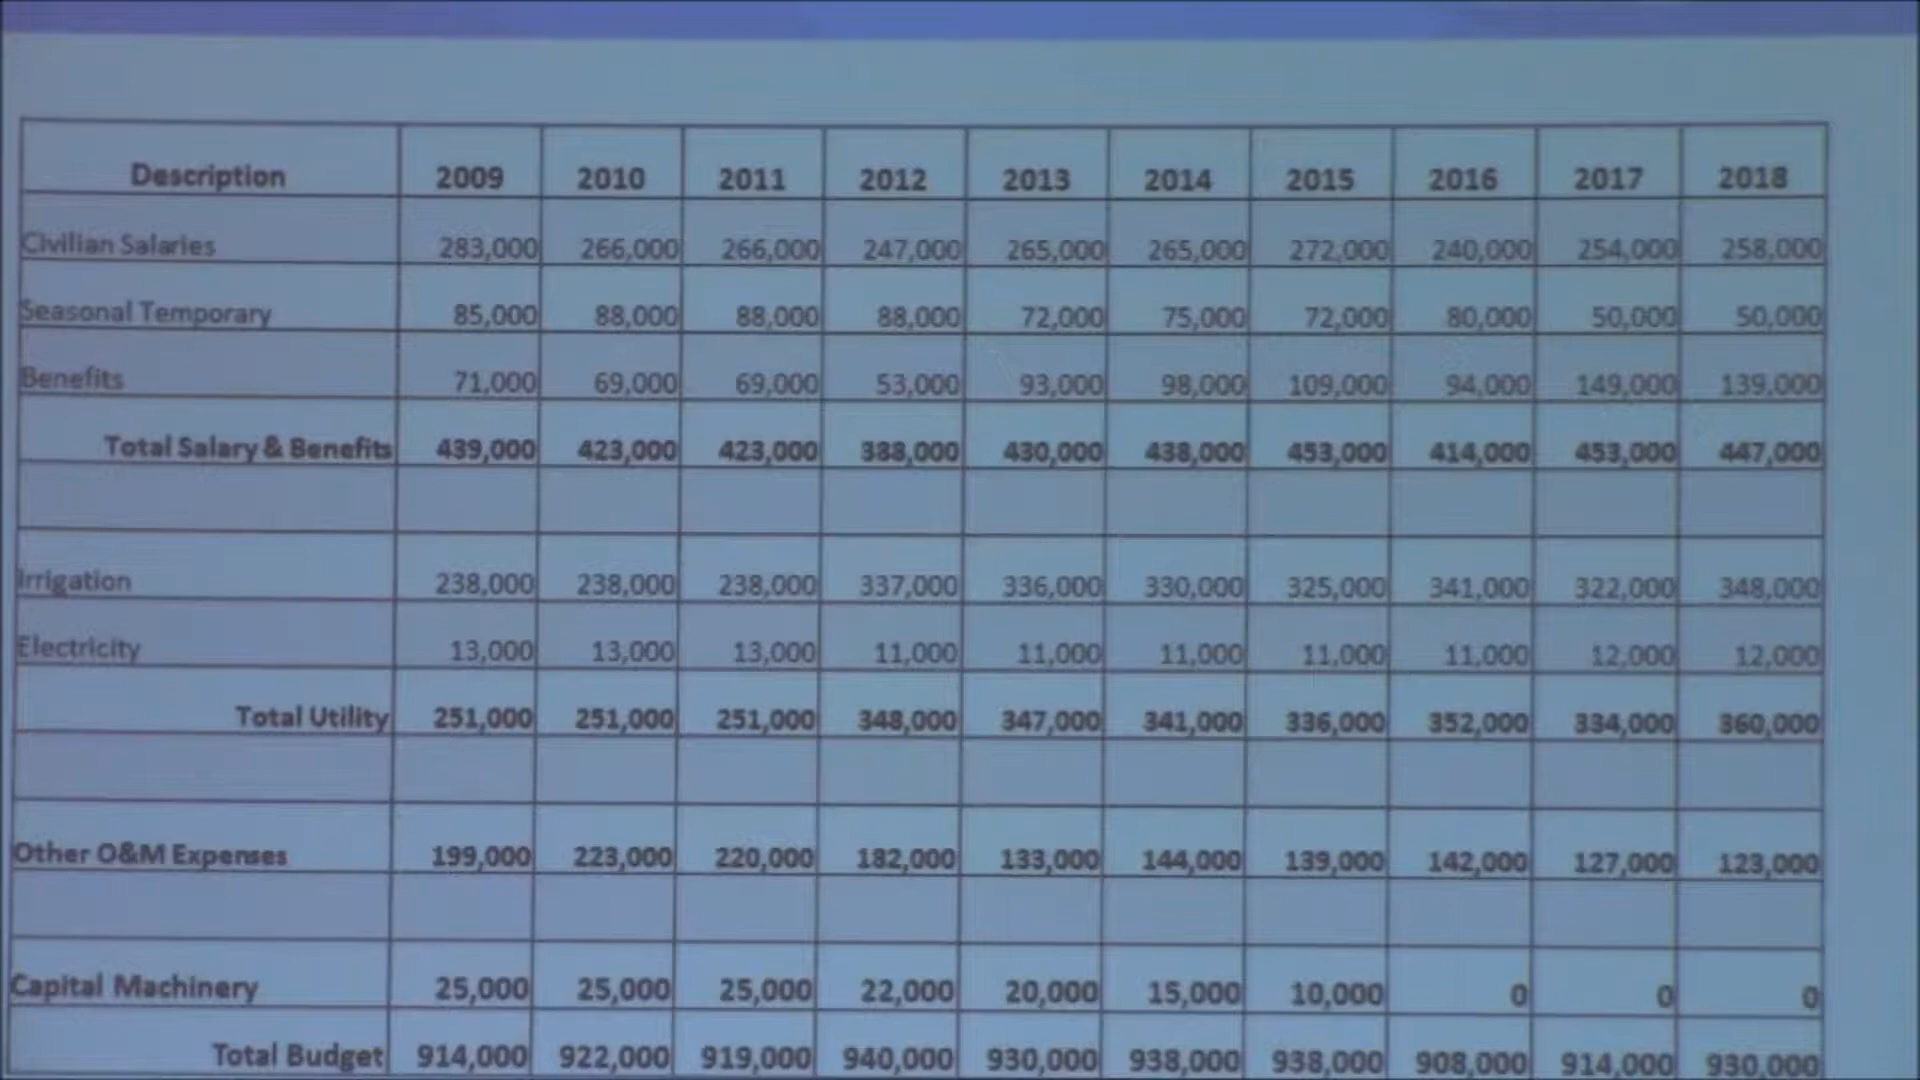 Description 2009 2010 2011 2012 2013 2014 2015 2016 2017 2018
Civilian Salaries 283,000 266,000 266,000 247,000 265,000 265,000 272,000 240,000 254,000 258,000
Seasonal Temporary 85,000 88,000 88,000 88,000 72,000 75,000 72,000 80,000 50,000 50,000
Benefits 71,000 69,000 69,000 53,000 93,000 98,000 109,000 94,000 149,000 139,000
Total Salary & Benefits 439,000 423,000 423,000 388,000 430,000 438,000 453,000 414,000 453,000 447,000
Irrigation 238,000 238,000 238,000 337,000 336,000 330,000 325,000 341,000 322,000 348,000
Electricity 13,000 13,000 13,000 11,000 11,000 11,000 11,000 11,000 12,000 12,000
Total Utility 251,000 251,000 251,000 348,000 347,000 341,000 336,000 352,000 334,000 360,000
Other O&M Expenses 199,000 223,000 220,000 182,000 133,000 144,000 139,000 142,000 127,000 123,000
Capital Machinery 25,000 25,000 25,000 22,000 20,000 15,000 10,000 0 0 0
Total Budget 914,000 922,000 919,000 940,000 930,000 938,000 938,000 908,000 914,000 930,000